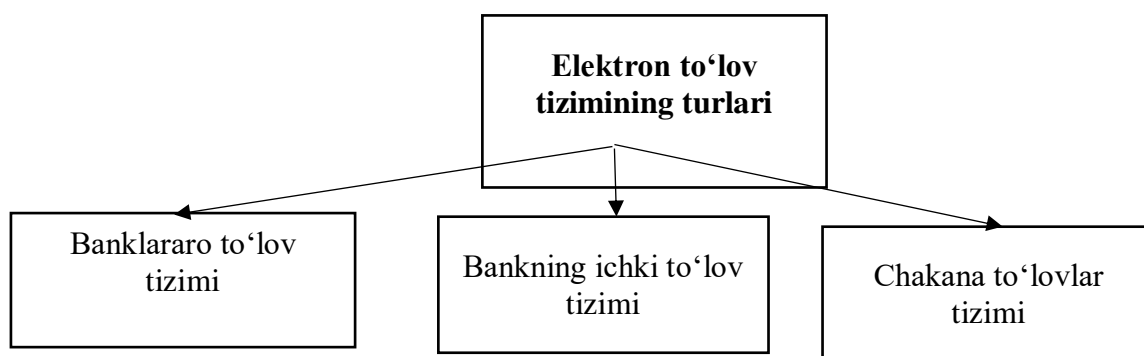 Elektron to‘lov
tizimining turlari
Banklararo to‘lov
tizimi
Bankning ichki to‘lov
tizimi
Chakana to‘lovlar
tizimi